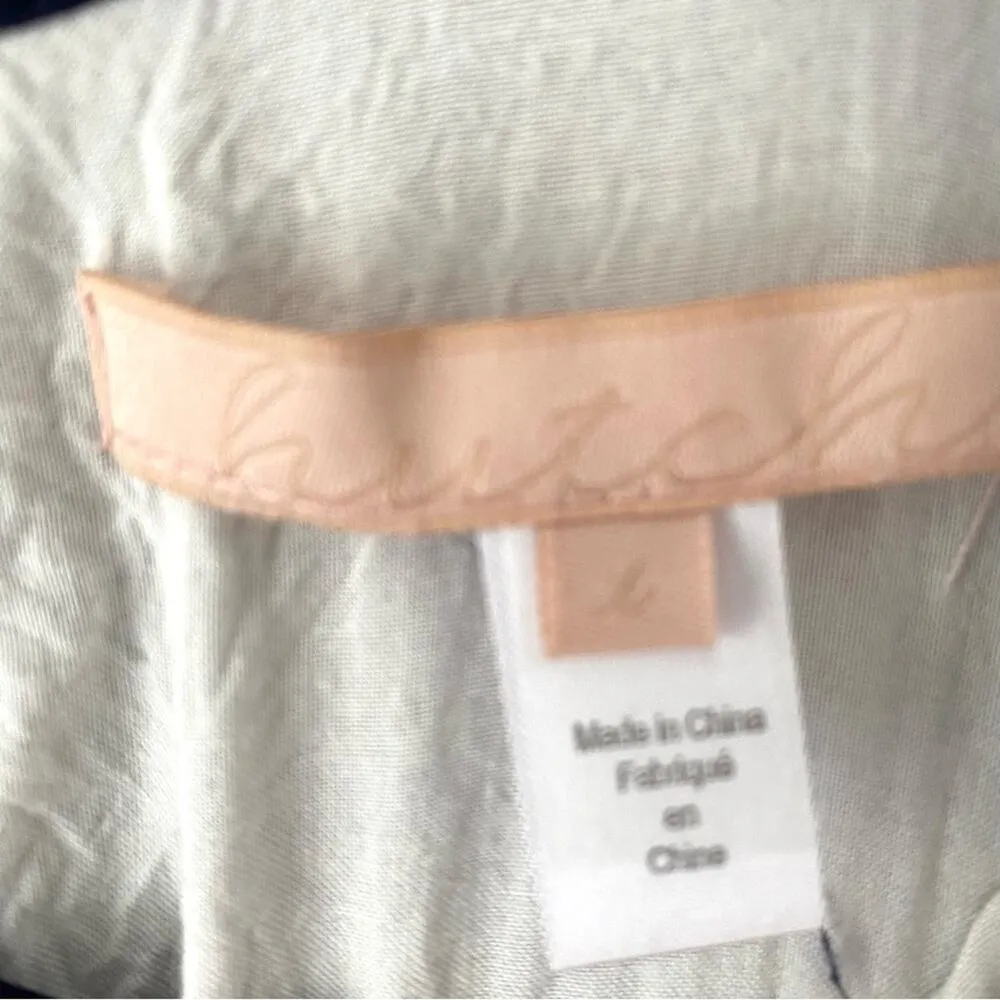 hutch
L
Made in China
Fabriqué
en
Chine